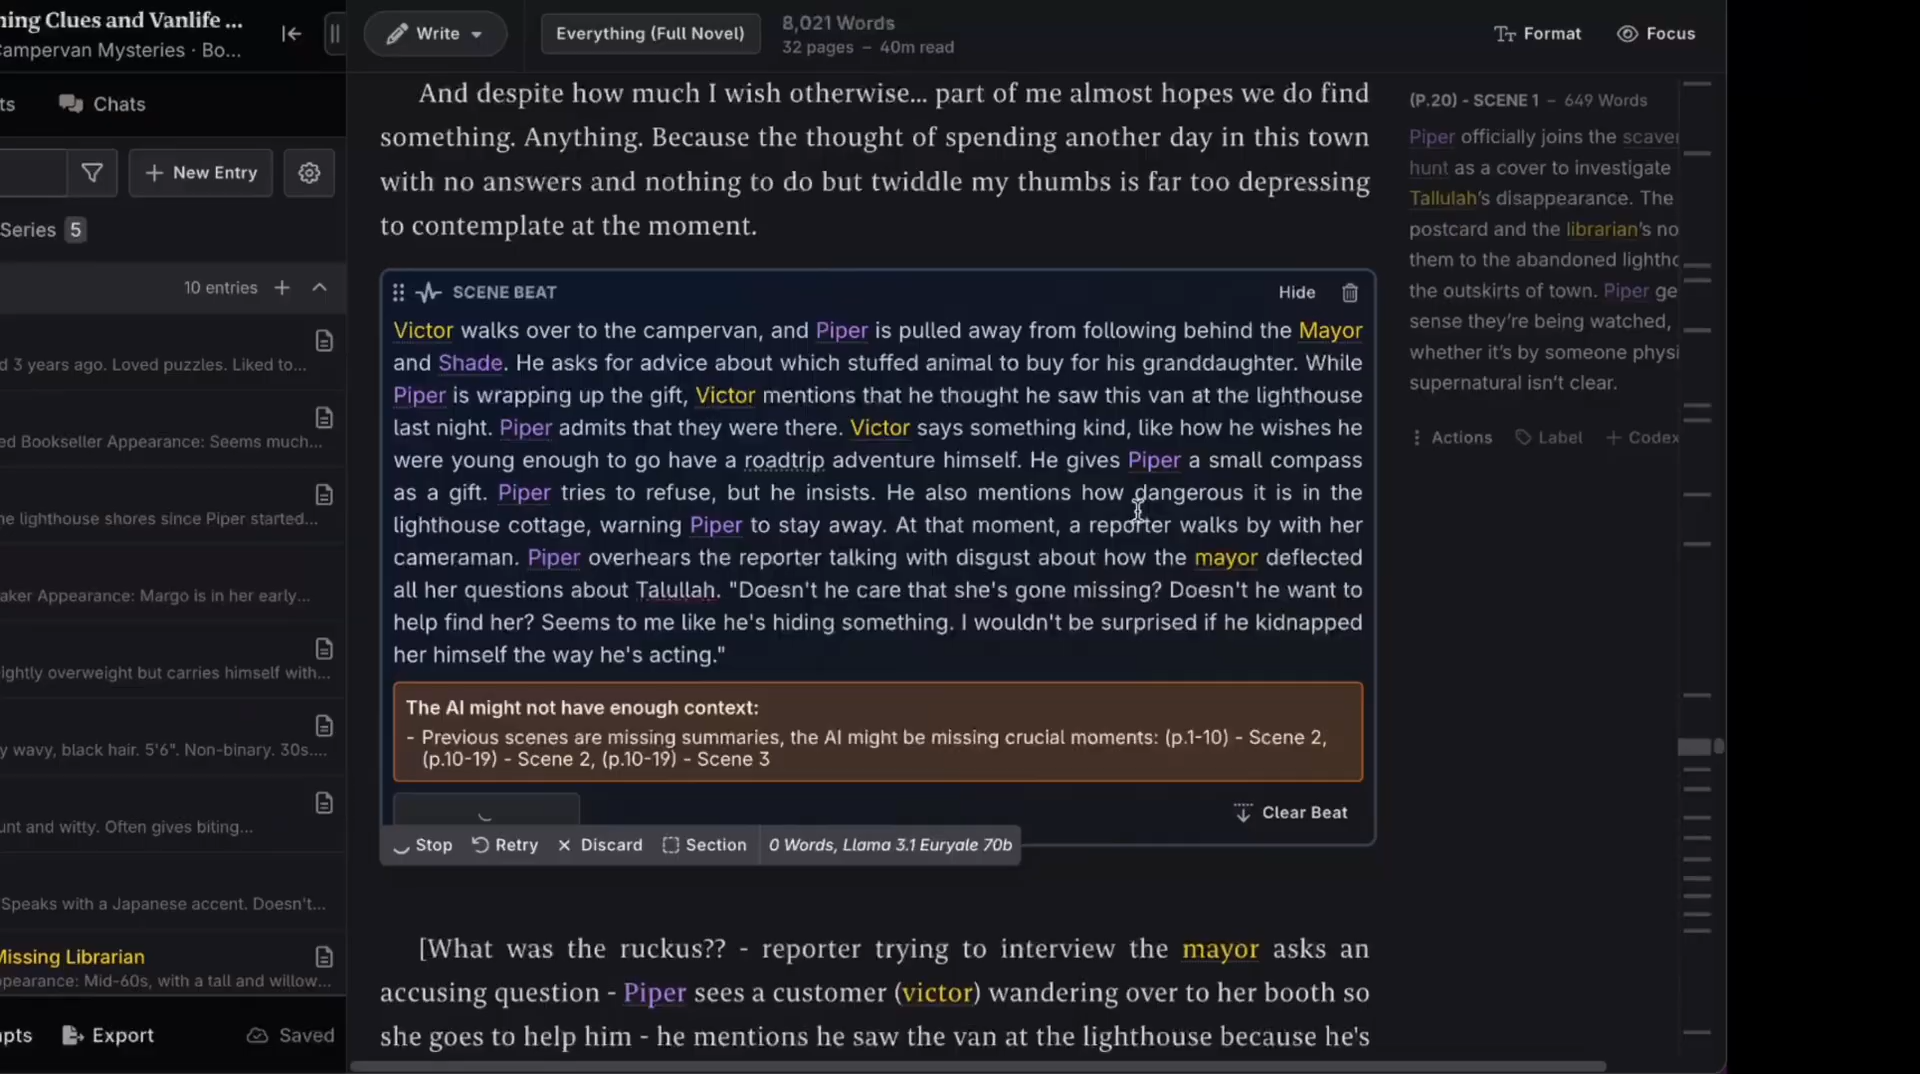 ning Clues and Vanlife ...
Campervan Mysteries · Bo...
Write
Everything (Full Novel)
8,021 Words
32 pages – 40m read
Format
Focus
ts
Chats
New Entry
Series 5
10 entries
d 3 years ago. Loved puzzles. Liked to...
ed Bookseller Appearance: Seems much...
ne lighthouse shores since Piper started...
aker Appearance: Margo is in her early...
ightly overweight but carries himself with...
y wavy, black hair. 5'6". Non-binary. 30s....
unt and witty. Often gives biting...
Speaks with a Japanese accent. Doesn't...
Missing Librarian
pearance: Mid-60s, with a tall and willow...
pts
Export
Saved
And despite how much I wish otherwise... part of me almost hopes we do find
something. Anything. Because the thought of spending another day in this town
with no answers and nothing to do but twiddle my thumbs is far too depressing
to contemplate at the moment.
SCENE BEAT
Hide
Victor walks over to the campervan, and Piper is pulled away from following behind the Mayor
and Shade. He asks for advice about which stuffed animal to buy for his granddaughter. While
Piper is wrapping up the gift, Victor mentions that he thought he saw this van at the lighthouse
last night. Piper admits that they were there. Victor says something kind, like how he wishes he
were young enough to go have a roadtrip adventure himself. He gives Piper a small compass
as a gift. Piper tries to refuse, but he insists. He also mentions how dangerous it is in the
lighthouse cottage, warning Piper to stay away. At that moment, a reporter walks by with her
cameraman. Piper overhears the reporter talking with disgust about how the mayor deflected
all her questions about Talullah. "Doesn't he care that she's gone missing? Doesn't he want to
help find her? Seems to me like he's hiding something. I wouldn't be surprised if he kidnapped
her himself the way he's acting."
The AI might not have enough context:
- Previous scenes are missing summaries, the AI might be missing crucial moments: (p.1-10) - Scene 2,
(p.10-19) - Scene 2, (p.10-19) - Scene 3
Clear Beat
Stop
Retry
Discard
Section
0 Words, Llama 3.1 Euryale 70b
[What was the ruckus?? - reporter trying to interview the mayor asks an
accusing question - Piper sees a customer (victor) wandering over to her booth so
she goes to help him - he mentions he saw the van at the lighthouse because he's
(P.20) - SCENE 1 – 649 Words
Piper officially joins the scaver
hunt as a cover to investigate
Tallulah's disappearance. The
postcard and the librarian's no
them to the abandoned lightho
the outskirts of town. Piper ge
sense they're being watched,
whether it's by someone physi
supernatural isn't clear.
Actions
Label
+ Codex